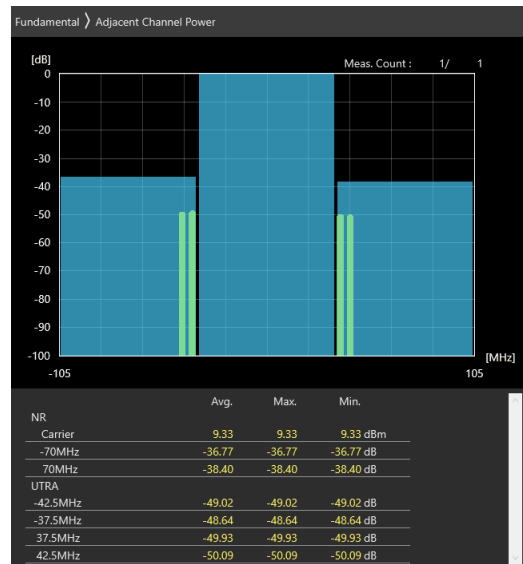 Fundamental 》 Adjacent Channel Power
[dB]
Meas. Count : 1/ 1
0
-10
-20
-30
-40
-50
-60
-70
-80
-90
-100
[MHz]
-105 105
Avg. Max. Min.
NR
Carrier 9.33 9.33 9.33 dBm
-70MHz -36.77 -36.77 -36.77 dB
70MHz -38.40 -38.40 -38.40 dB
UTRA
-42.5MHz -49.02 -49.02 -49.02 dB
-37.5MHz -48.64 -48.64 -48.64 dB
37.5MHz -49.93 -49.93 -49.93 dB
42.5MHz -50.09 -50.09 -50.09 dB